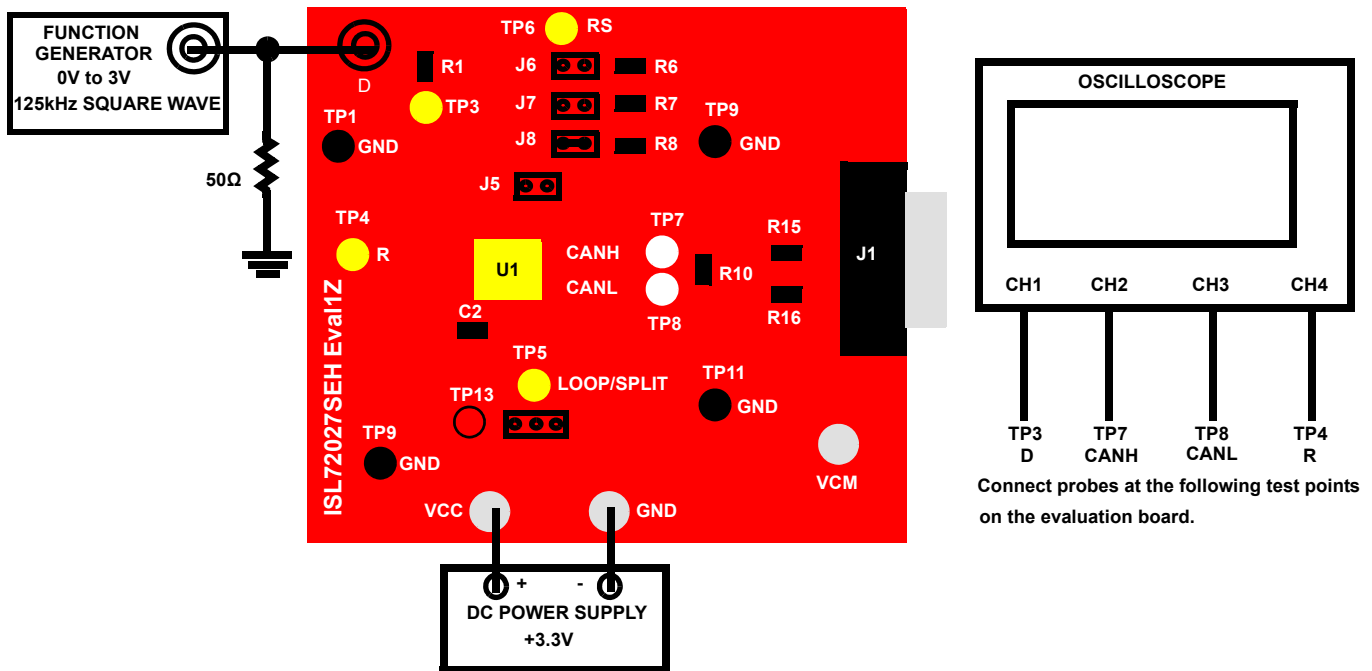 FUNCTION
GENERATOR
0V to 3V
125kHz SQUARE WAVE
50Ω
D
TP6
RS
R1
TP3
J6
R6
J7
R7
J8
R8
TP1
GND
TP9
GND
J5
TP4
R
U1
TP7
CANH
CANL
TP8
R10
R15
R16
J1
C2
TP5
LOOP/SPLIT
TP13
TP11
GND
TP9
GND
ISL72027SEH Eval1Z
VCM
VCC
GND
+ -
DC POWER SUPPLY
+3.3V
OSCILLOSCOPE
CH1 CH2 CH3 CH4
TP3 TP7 TP8 TP4
D CANH CANL R
Connect probes at the following test points
on the evaluation board.